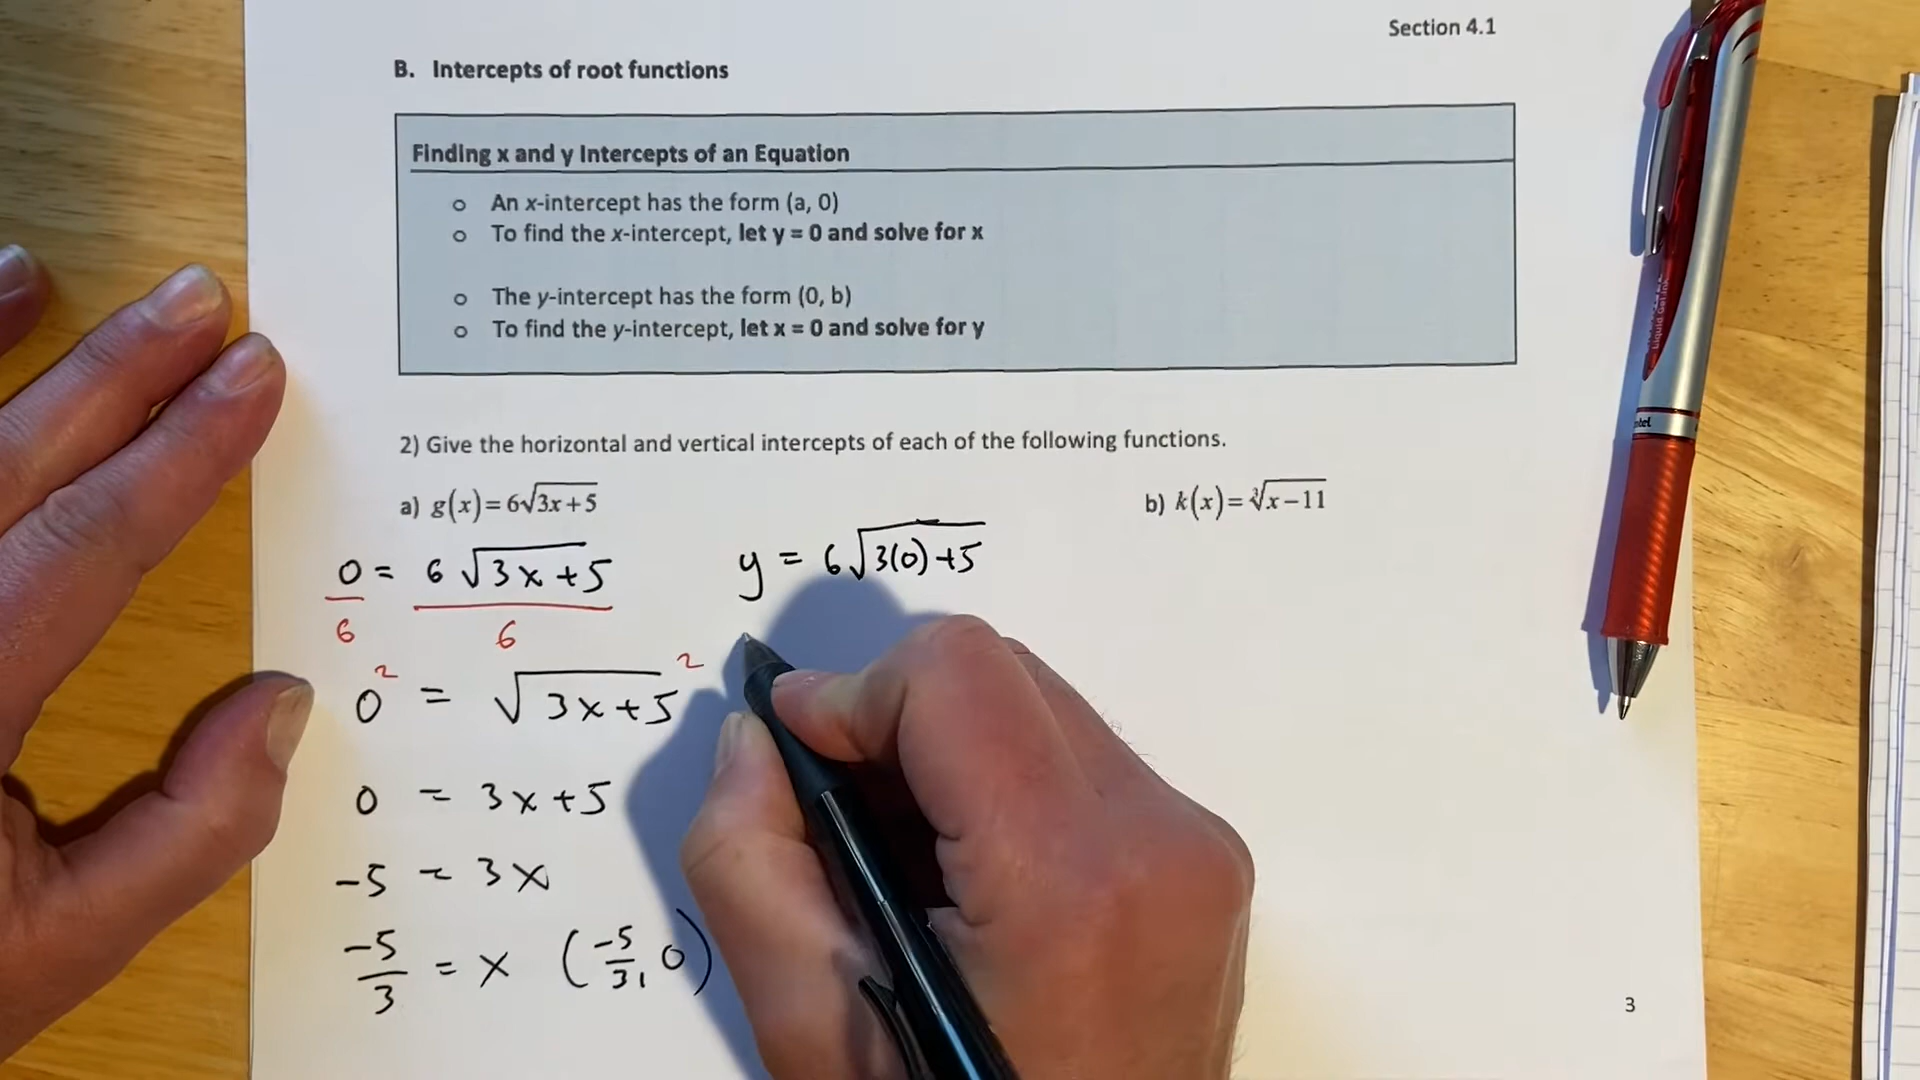 Section 4.1
B. Intercepts of root functions
Finding x and y Intercepts of an Equation
o An x-intercept has the form (a, 0)
o To find the x-intercept, let y = 0 and solve for x
o The y-intercept has the form (0, b)
o To find the y-intercept, let x = 0 and solve for y
2) Give the horizontal and vertical intercepts of each of the following functions.
a) g(x)=6√3x+5
b) k(x)=∛x−11
0 = 6 √3x+5
6 6
y = 6√3(0)+5
0² = √3x+5²
0 = 3x+5
-5 = 3x
-5/3 = x (-5/3, 0)
3
Liquid Gel Ink